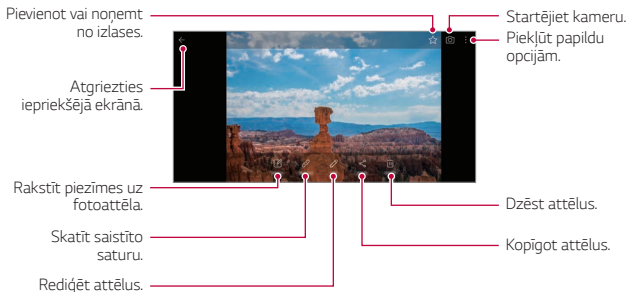 Pievienot vai noņemt
no izlases.
Atgriezties
iepriekšējā ekrānā.
Rakstīt piezīmes uz
fotoattēla.
Skatīt saistīto
saturu.
Rediģēt attēlus.
Startējiet kameru.
Piekļūt papildu
opcijām.
Dzēst attēlus.
Kopīgot attēlus.